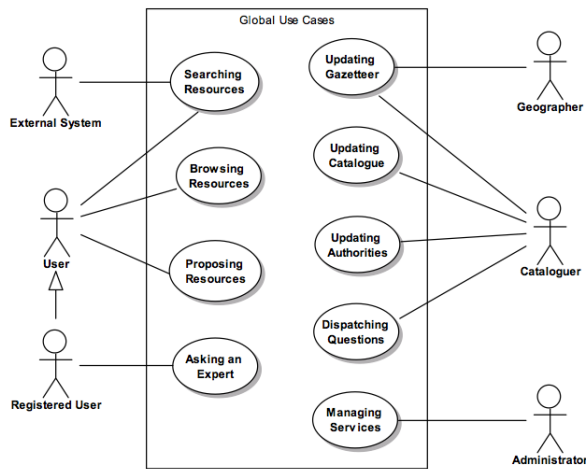 Global Use Cases
Searching
Resources
Updating
Gazetteer
External System
Geographer
Browsing
Resources
Updating
Catalogue
User
Proposing
Resources
Updating
Authorities
Cataloguer
Dispatching
Questions
Asking an
Expert
Registered User
Managing
Services
Administrator